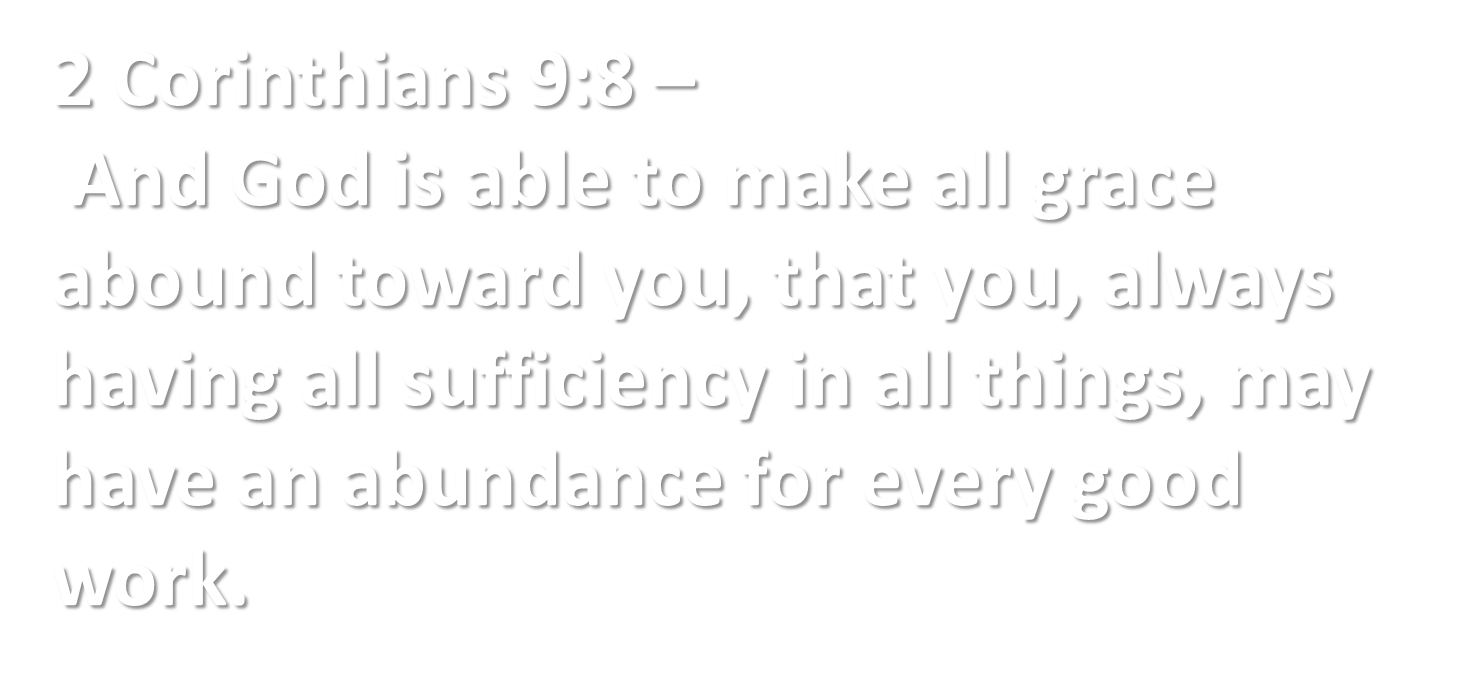 2 Corinthians 9:8 –
And God is able to make all grace
abound toward you, that you, always
having all sufficiency in all things, may
have an abundance for every good
work.